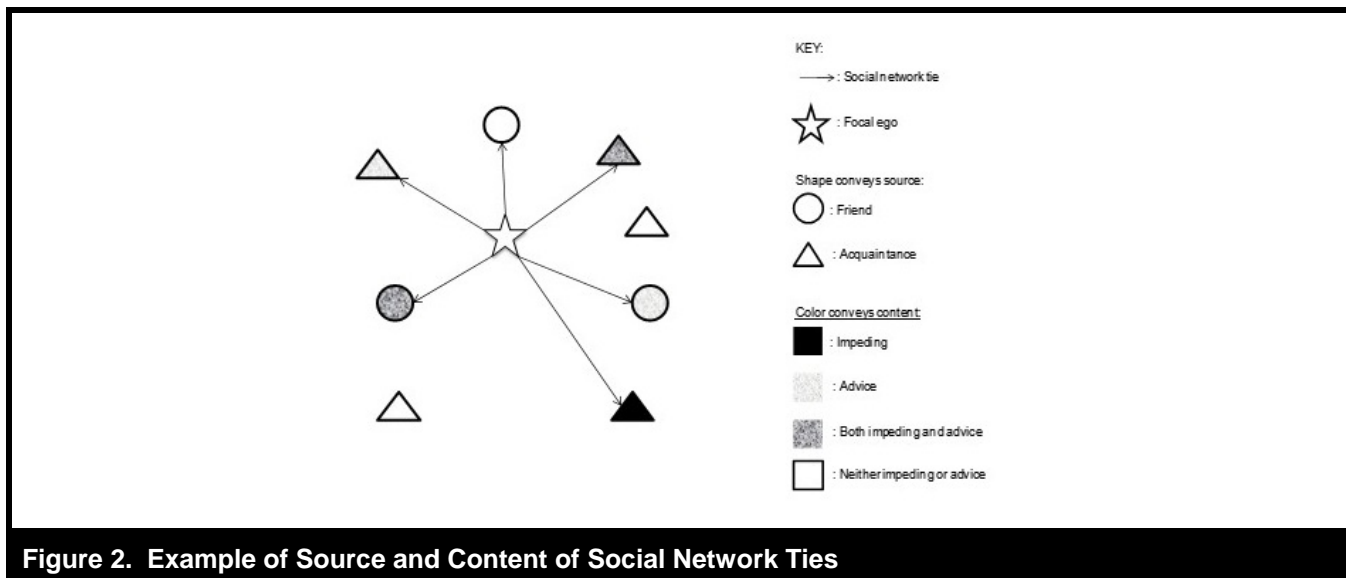 KEY:
: Social network tie
: Focal ego
Shape conveys source:
: Friend
: Acquaintance
Color conveys content:
: Impeding
: Advice
: Both impeding and advice
: Neither impeding or advice
Figure 2. Example of Source and Content of Social Network Ties